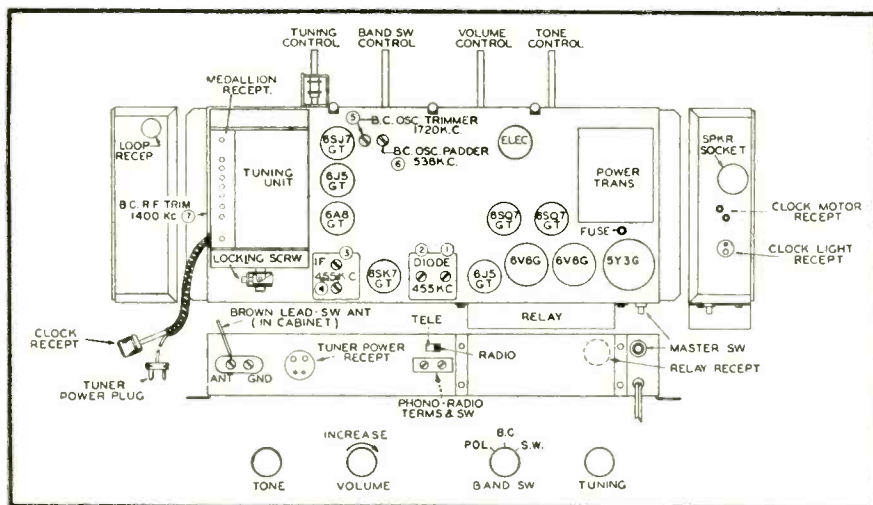 TUNING
CONTROL
BAND SW
CONTROL
VOLUME
CONTROL
TONE
CONTROL
MEDALLION
RECEPT.
LOOP
RECEP
TUNING
UNIT
B.C. R.F TRIM
1400 Kc ⑦
LOCKING SCRW
⑤ B.C. OSC. TRIMMER
1720K.C.
B.C. OSC. PADDER
⑥ 538K.C.
6SJ7
GT
6J5
GT
6A8
GT
ELEC
POWER
TRANS
6SQ7
GT
6SQ7
GT
FUSE
IF ③
455KC
④
6SK7
GT
② ①
DIODE
455KC
6J5
GT
6V6G
6V6G
5Y3G
SPKR
SOCKET
CLOCK MOTOR
RECEPT
CLOCK LIGHT
RECEPT
BROWN LEAD-SW ANT
(IN CABINET)
CLOCK
RECEPT
TUNER
POWER PLUG
ANT GND
TUNER POWER
RECEPT
TELE
RADIO
PHONO-RADIO
TERMS & SW
RELAY
MASTER SW
RELAY RECEPT
TONE
INCREASE
VOLUME
POL. B.C S.W.
BAND SW
TUNING